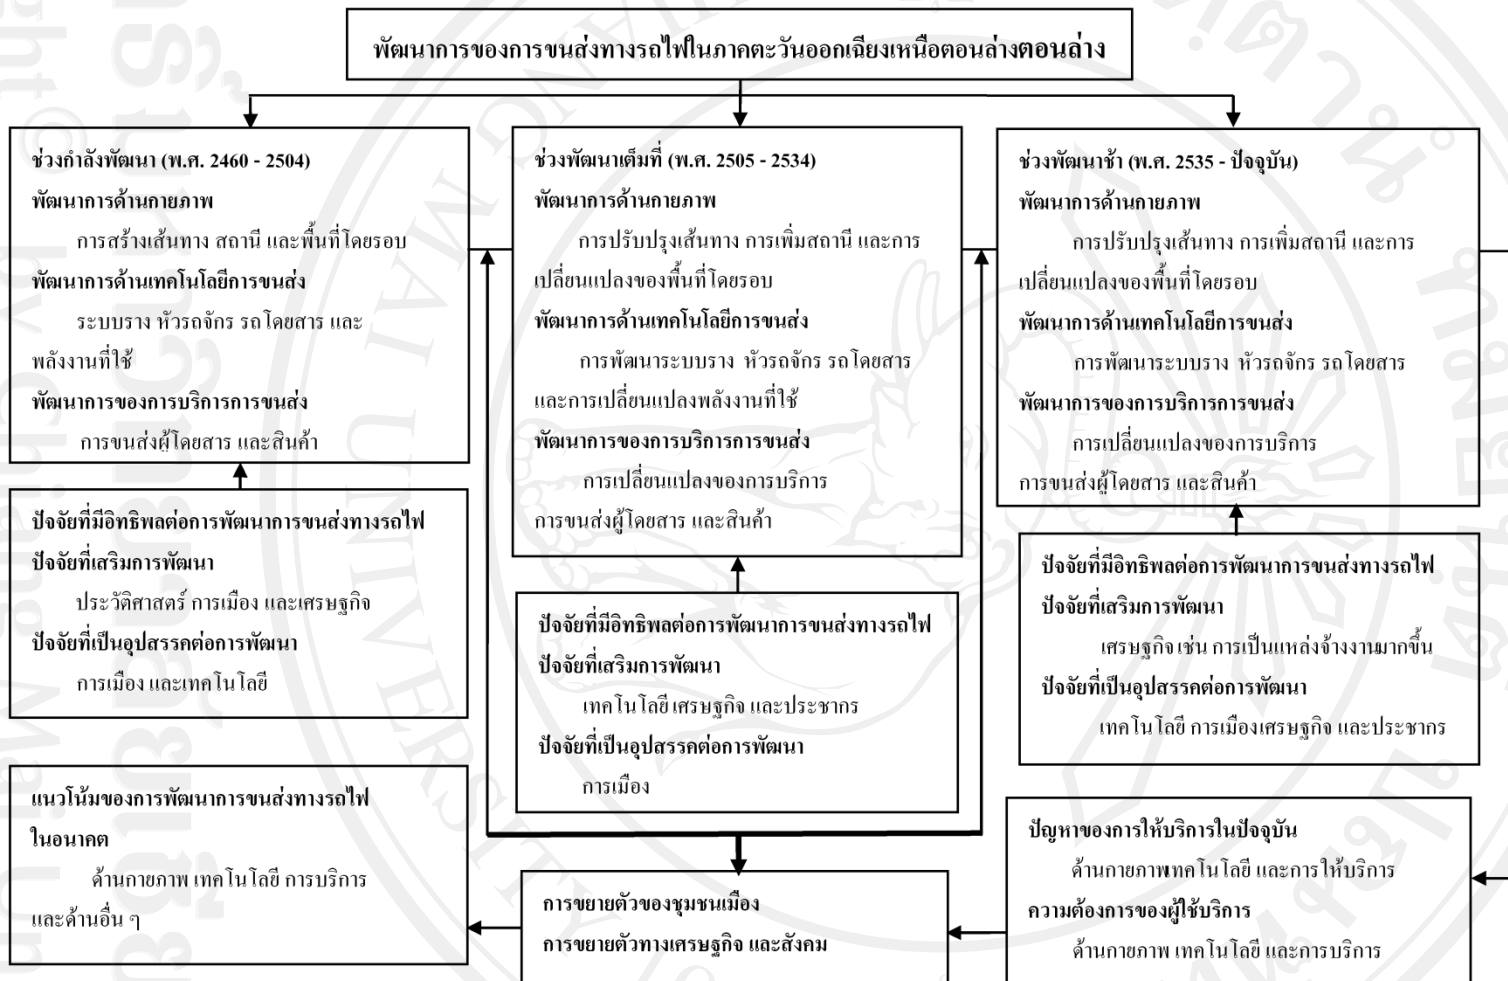 พัฒนาการของการขนส่งทางรถไฟในภาคตะวันออกเฉียงเหนือตอนล่างตอนล่าง
ช่วงกำลังพัฒนา (พ.ศ. 2460 - 2504)
พัฒนาการด้านกายภาพ
การสร้างเส้นทาง สถานี และพื้นที่โดยรอบ
พัฒนาการด้านเทคโนโลยีการขนส่ง
ระบบราง หัวรถจักร รถโดยสาร และ
พลังงานที่ใช้
พัฒนาการของการบริการการขนส่ง
การขนส่งผู้โดยสาร และสินค้า
ช่วงพัฒนาเต็มที่ (พ.ศ. 2505 - 2534)
พัฒนาการด้านกายภาพ
การปรับปรุงเส้นทาง การเพิ่มสถานี และการ
เปลี่ยนแปลงของพื้นที่โดยรอบ
พัฒนาการด้านเทคโนโลยีการขนส่ง
การพัฒนาระบบราง หัวรถจักร รถโดยสาร
และการเปลี่ยนแปลงพลังงานที่ใช้
พัฒนาการของการบริการการขนส่ง
การเปลี่ยนแปลงของการบริการ
การขนส่งผู้โดยสาร และสินค้า
ช่วงพัฒนาช้า (พ.ศ. 2535 - ปัจจุบัน)
พัฒนาการด้านกายภาพ
การปรับปรุงเส้นทาง การเพิ่มสถานี และการ
เปลี่ยนแปลงของพื้นที่โดยรอบ
พัฒนาการด้านเทคโนโลยีการขนส่ง
การพัฒนาระบบราง หัวรถจักร รถโดยสาร
พัฒนาการของการบริการการขนส่ง
การเปลี่ยนแปลงของการบริการ
การขนส่งผู้โดยสาร และสินค้า
ปัจจัยที่มีอิทธิพลต่อการพัฒนาการขนส่งทางรถไฟ
ปัจจัยที่เสริมการพัฒนา
ประวัติศาสตร์ การเมือง และเศรษฐกิจ
ปัจจัยที่เป็นอุปสรรคต่อการพัฒนา
การเมือง และเทคโนโลยี
ปัจจัยที่มีอิทธิพลต่อการพัฒนาการขนส่งทางรถไฟ
ปัจจัยที่เสริมการพัฒนา
เทคโนโลยี เศรษฐกิจ และประชากร
ปัจจัยที่เป็นอุปสรรคต่อการพัฒนา
การเมือง
ปัจจัยที่มีอิทธิพลต่อการพัฒนาการขนส่งทางรถไฟ
ปัจจัยที่เสริมการพัฒนา
เศรษฐกิจ เช่น การเป็นแหล่งจ้างงานมากขึ้น
ปัจจัยที่เป็นอุปสรรคต่อการพัฒนา
เทคโนโลยี การเมืองเศรษฐกิจ และประชากร
แนวโน้มของการพัฒนาการขนส่งทางรถไฟ
ในอนาคต
ด้านกายภาพ เทคโนโลยี การบริการ
และด้านอื่น ๆ
การขยายตัวของชุมชนเมือง
การขยายตัวทางเศรษฐกิจ และสังคม
ปัญหาของการให้บริการในปัจจุบัน
ด้านกายภาพเทคโนโลยี และการให้บริการ
ความต้องการของผู้ใช้บริการ
ด้านกายภาพ เทคโนโลยี และการบริการ
MAI UNIVERSITY